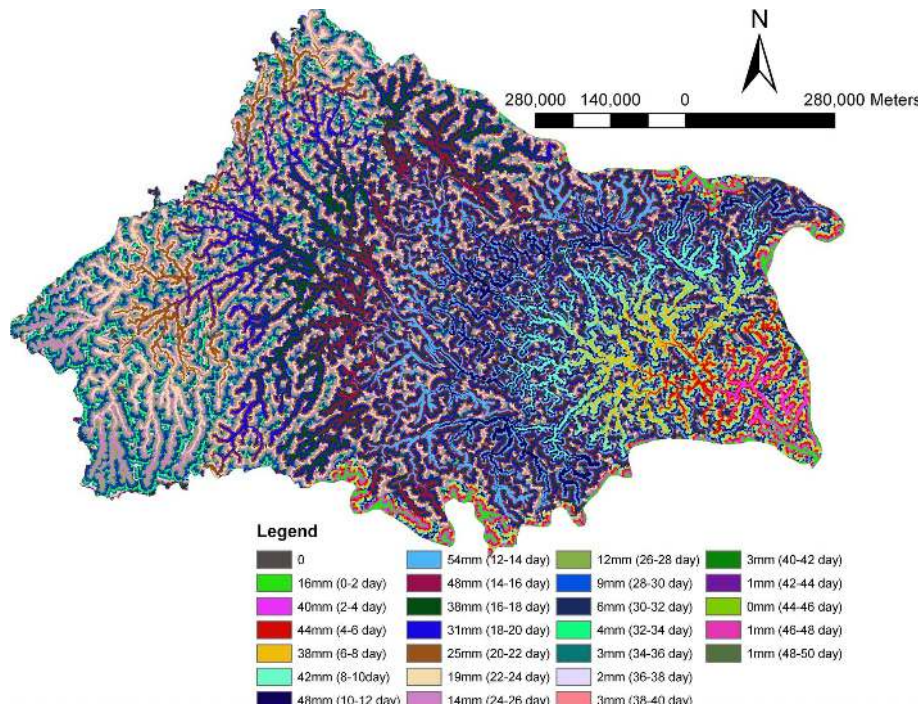 N
280,000 140,000 0 280,000 Meters
Legend
0
16mm (0-2 day)
40mm (2-4 day)
44mm (4-6 day)
38mm (6-8 day)
42mm (8-10day)
48mm (10-12 day)
54mm (12-14 day)
48mm (14-16 day)
38mm (16-18 day)
31mm (18-20 day)
25mm (20-22 day)
19mm (22-24 day)
14mm (24-26 day)
12mm (26-28 day)
9mm (28-30 day)
6mm (30-32 day)
4mm (32-34 day)
3mm (34-36 day)
2mm (36-38 day)
3mm (38-40 day)
3mm (40-42 day)
1mm (42-44 day)
0mm (44-46 day)
1mm (46-48 day)
1mm (48-50 day)